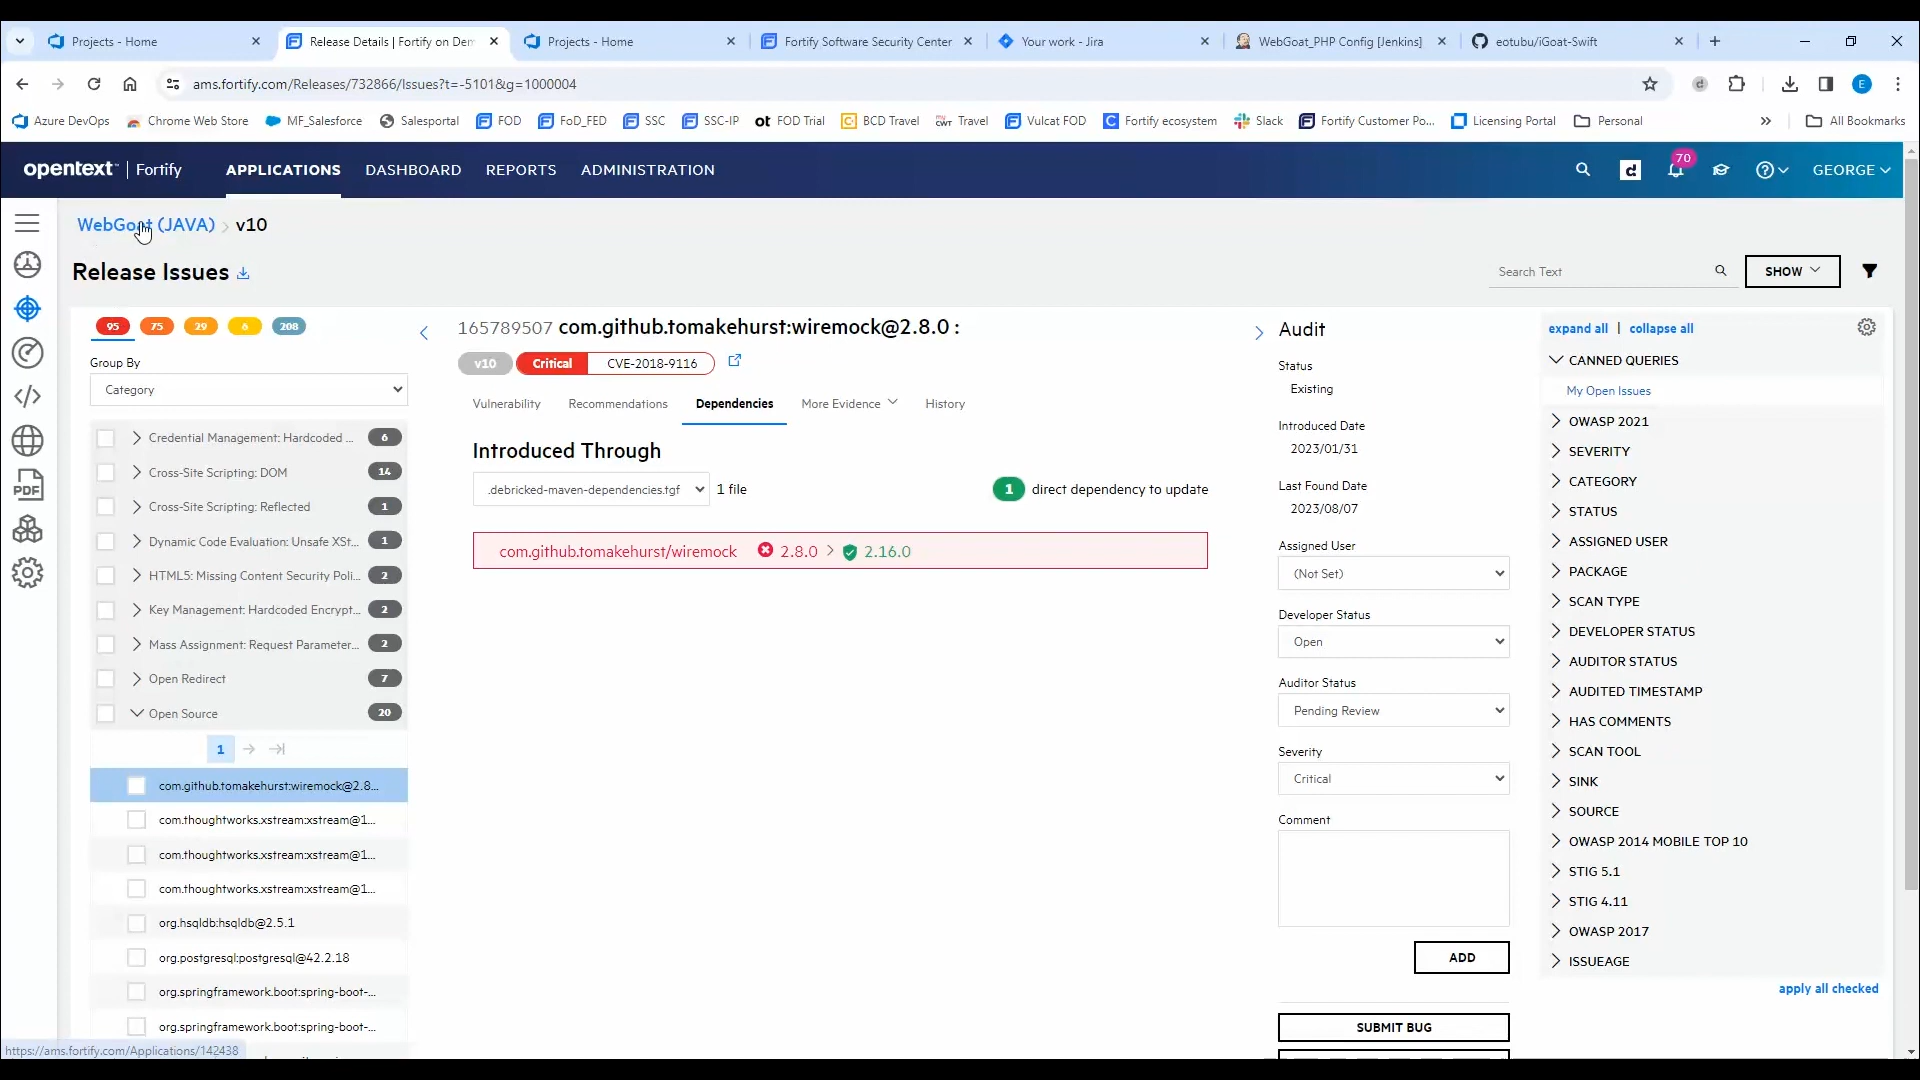 Projects - Home
Release Details | Fortify on Den
Projects - Home
Fortify Software Security Center
Your work - Jira
WebGoat_PHP Config [Jenkins]
eotubu/iGoat-Swift
ams.fortify.com/Releases/732866/Issues?t=-5101&g=1000004
E
Azure DevOps
Chrome Web Store
MF_Salesforce
Salesportal
FOD
FoD_FED
SSC
SSC-IP
ot FOD Trial
BCD Travel
my CWT Travel
Vulcat FOD
Fortify ecosystem
Slack
Fortify Customer Po...
Licensing Portal
Personal
»
All Bookmarks
opentext™ | Fortify
APPLICATIONS
DASHBOARD
REPORTS
ADMINISTRATION
d
70
GEORGE
WebGoat (JAVA) > v10
Release Issues
Search Text
SHOW
95
75
29
6
208
Group By
Category
Credential Management: Hardcoded ... 6
Cross-Site Scripting: DOM 14
Cross-Site Scripting: Reflected 1
Dynamic Code Evaluation: Unsafe XSt... 1
HTML5: Missing Content Security Poli... 2
Key Management: Hardcoded Encrypt... 2
Mass Assignment: Request Parameter... 2
Open Redirect 7
Open Source 20
1
com.github.tomakehurst:wiremock@2.8...
com.thoughtworks.xstream:xstream@1...
com.thoughtworks.xstream:xstream@1...
com.thoughtworks.xstream:xstream@1...
org.hsqldb:hsqldb@2.5.1
org.postgresql:postgresql@42.2.18
org.springframework.boot:spring-boot-...
org.springframework.boot:spring-boot-...
https://ams.fortify.com/Applications/142438
PDF
165789507 com.github.tomakehurst:wiremock@2.8.0 :
v10
Critical
CVE-2018-9116
Vulnerability
Recommendations
Dependencies
More Evidence
History
Introduced Through
.debricked-maven-dependencies.tgf
1 file
1 direct dependency to update
com.github.tomakehurst/wiremock 2.8.0 > 2.16.0
Audit
Status
Existing
Introduced Date
2023/01/31
Last Found Date
2023/08/07
Assigned User
(Not Set)
Developer Status
Open
Auditor Status
Pending Review
Severity
Critical
Comment
ADD
SUBMIT BUG
expand all | collapse all
CANNED QUERIES
My Open Issues
OWASP 2021
SEVERITY
CATEGORY
STATUS
ASSIGNED USER
PACKAGE
SCAN TYPE
DEVELOPER STATUS
AUDITOR STATUS
AUDITED TIMESTAMP
HAS COMMENTS
SCAN TOOL
SINK
SOURCE
OWASP 2014 MOBILE TOP 10
STIG 5.1
STIG 4.11
OWASP 2017
ISSUEAGE
apply all checked